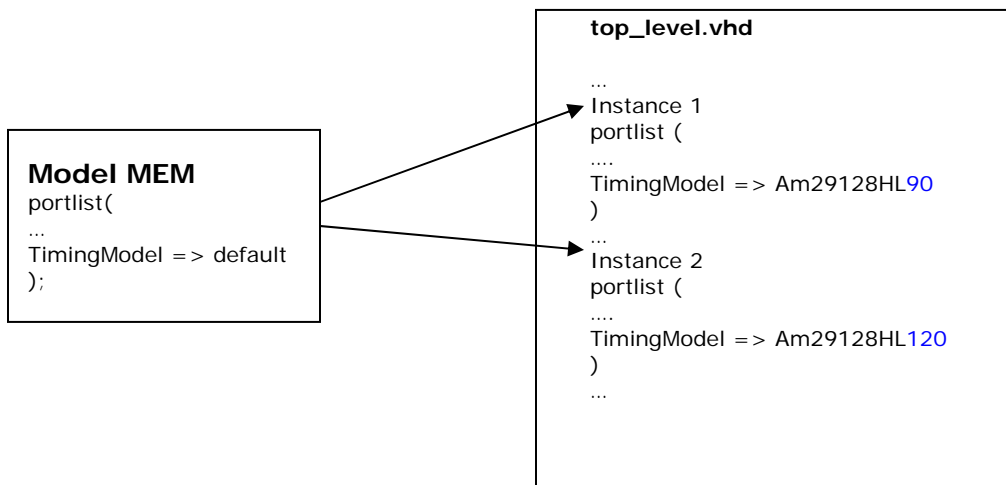 Model MEM
portlist(
...
TimingModel => default
);
top_level.vhd
...
Instance 1
portlist (
....
TimingModel => Am29128HL90
)
...
Instance 2
portlist (
....
TimingModel => Am29128HL120
)
...